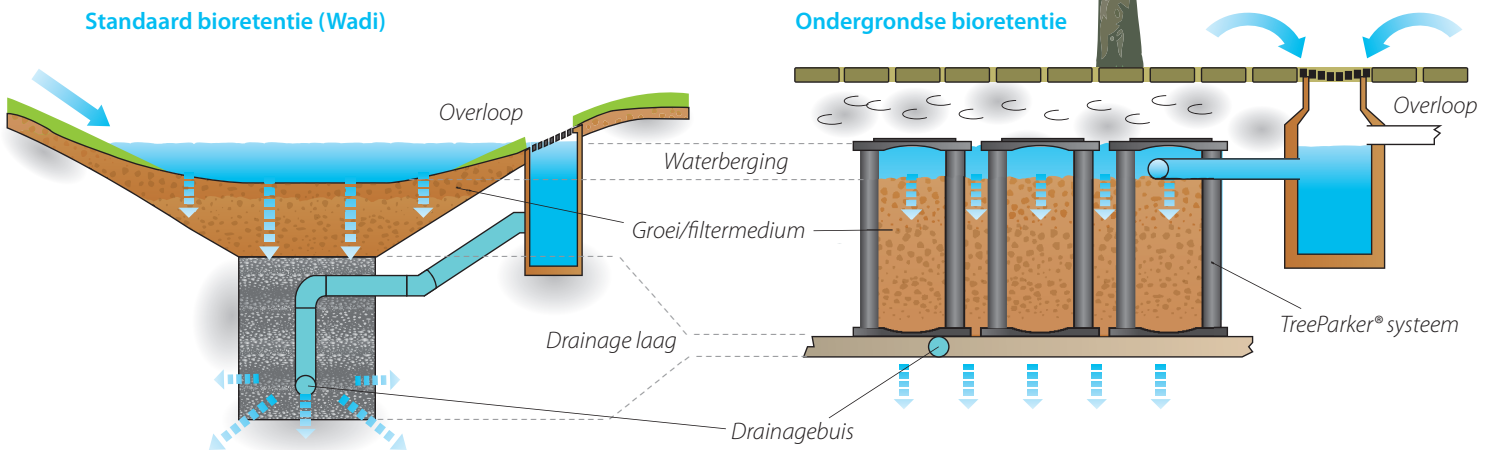 Standaard bioretentie (Wadi)
Ondergrondse bioretentie
Overloop
Overloop
Waterberging
Groei/filtermedium
TreeParker® systeem
Drainage laag
Drainagebuis